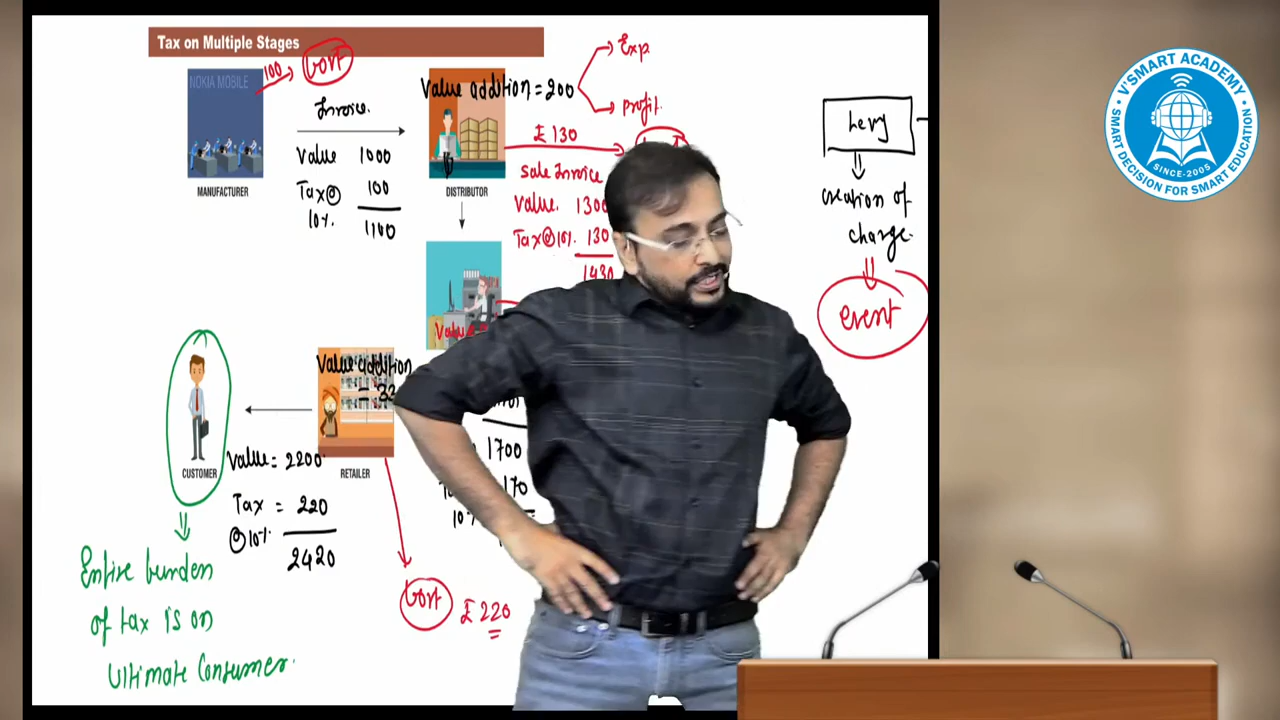 Tax on Multiple Stages
NOKIA MOBILE
100
Govt
MANUFACTURER
Invoice.
Value 1000
Tax@ 100
10%.
1100
Value addition = 200
Exp
profit.
DISTRIBUTOR
₤ 130
Sale Invoice
Value. 1300
Tax@10%. 130
1430
Value
Levy
creation of
charge.
event
Value addition
CUSTOMER
RETAILER
Value = 2200
Tax = 220
@10%.
2420
1700
170
10%
Govt
₤ 220
Entire burden
of tax is on
Ultimate Consumer.
V'SMART ACADEMY
SINCE-2005
SMART DECISION FOR SMART EDUCATION